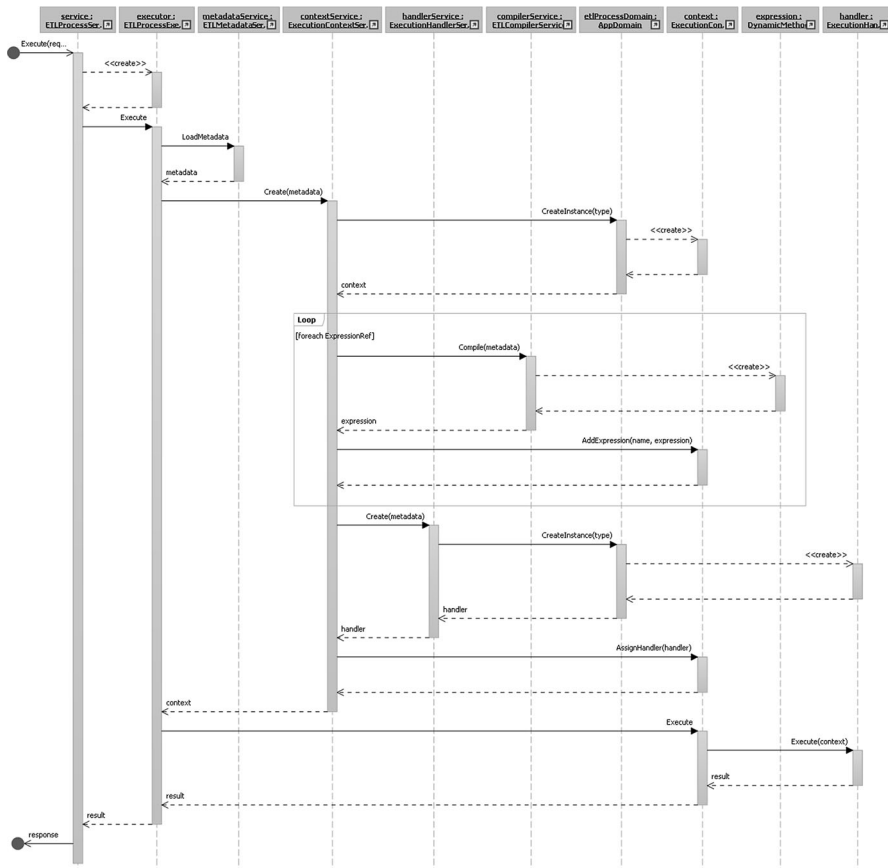 service :
ETLProcessSer.
executor :
ETLProcessExe.
metadataService :
ETLMetadataSer.
contextService :
ExecutionContextSer.
handlerService :
ExecutionHandlerSer.
compilerService :
ETLCompilerService
etlProcessDomain :
AppDomain
context :
ExecutionCon.
expression :
DynamicMetho
handler :
ExecutionHan.
Execute(req...
<<create>>
Execute
LoadMetadata
metadata
Create(metadata)
CreateInstance(type)
<<create>>
context
Loop
[foreach ExpressionRef]
Compile(metadata)
<<create>>
expression
AddExpression(name, expression)
Create(metadata)
CreateInstance(type)
<<create>>
handler
handler
AssignHandler(handler)
context
Execute
Execute(context)
result
result
result
response